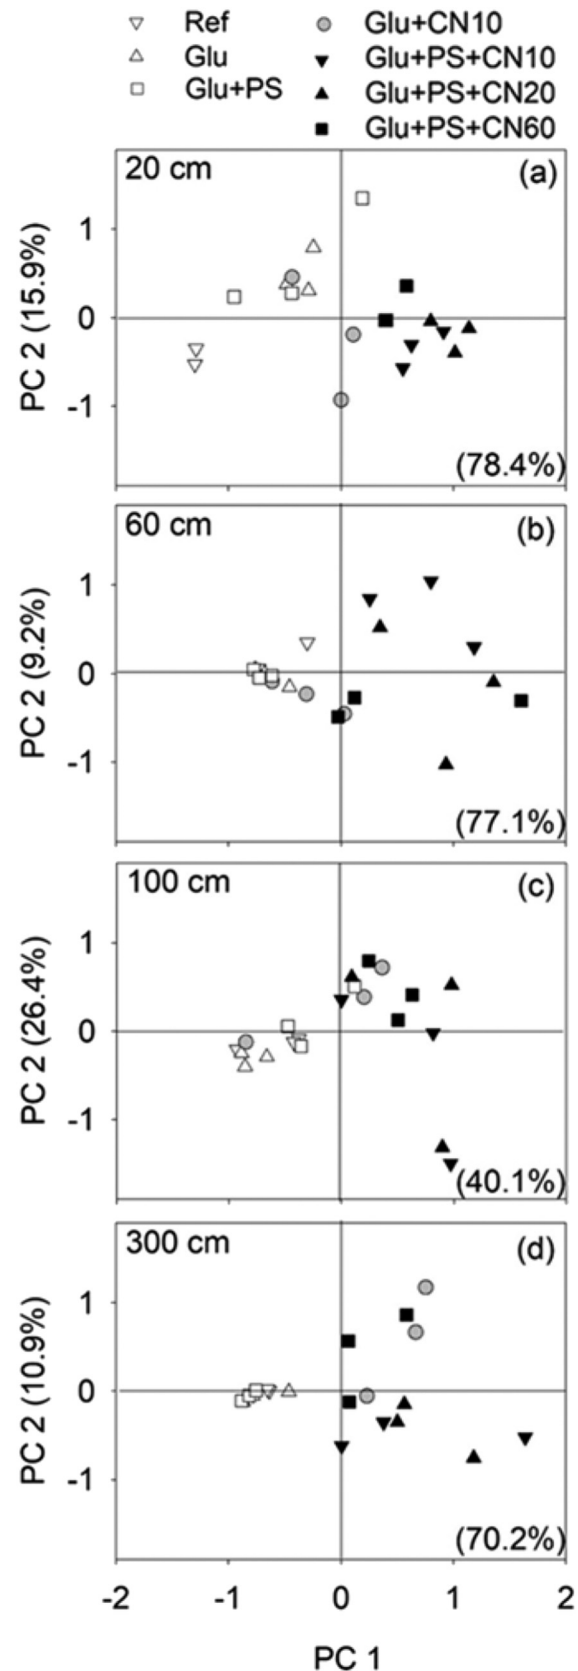 Ref
Glu
Glu+PS
Glu+CN10
Glu+PS+CN10
Glu+PS+CN20
Glu+PS+CN60
20 cm
(a)
PC 2 (15.9%)
1
0
-1
(78.4%)
60 cm
(b)
PC 2 (9.2%)
1
0
-1
(77.1%)
100 cm
(c)
PC 2 (26.4%)
1
0
-1
(40.1%)
300 cm
(d)
PC 2 (10.9%)
1
0
-1
(70.2%)
-2 -1 0 1 2
PC 1